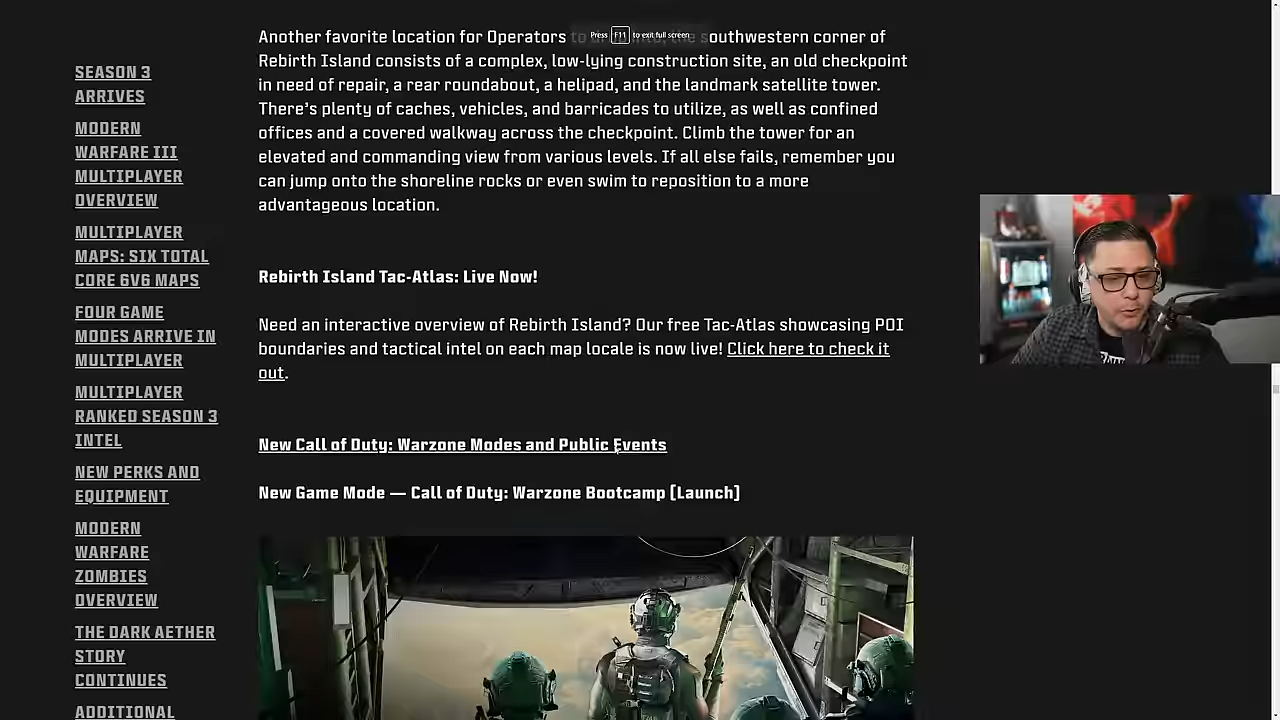 SEASON 3
ARRIVES
MODERN
WARFARE III
MULTIPLAYER
OVERVIEW
MULTIPLAYER
MAPS: SIX TOTAL
CORE 6V6 MAPS
FOUR GAME
MODES ARRIVE IN
MULTIPLAYER
MULTIPLAYER
RANKED SEASON 3
INTEL
NEW PERKS AND
EQUIPMENT
MODERN
WARFARE
ZOMBIES
OVERVIEW
THE DARK AETHER
STORY
CONTINUES
ADDITIONAL
Press F11 to exit full screen
Another favorite location for Operators southwestern corner of
Rebirth Island consists of a complex, low-lying construction site, an old checkpoint
in need of repair, a rear roundabout, a helipad, and the landmark satellite tower.
There's plenty of caches, vehicles, and barricades to utilize, as well as confined
offices and a covered walkway across the checkpoint. Climb the tower for an
elevated and commanding view from various levels. If all else fails, remember you
can jump onto the shoreline rocks or even swim to reposition to a more
advantageous location.
Rebirth Island Tac-Atlas: Live Now!
Need an interactive overview of Rebirth Island? Our free Tac-Atlas showcasing POI
boundaries and tactical intel on each map locale is now live! Click here to check it
out.
New Call of Duty: Warzone Modes and Public Events
New Game Mode — Call of Duty: Warzone Bootcamp (Launch)